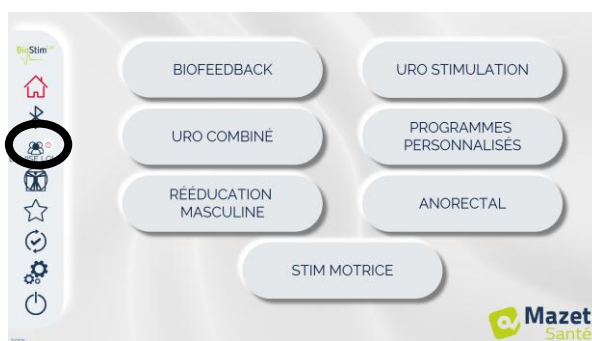 BioStim
BIOFEEDBACK
URO STIMULATION
URO COMBINÉ
PROGRAMMES
PERSONNALISÉS
RÉÉDUCATION
MASCULINE
ANORECTAL
STIM MOTRICE
Mazet
Santé